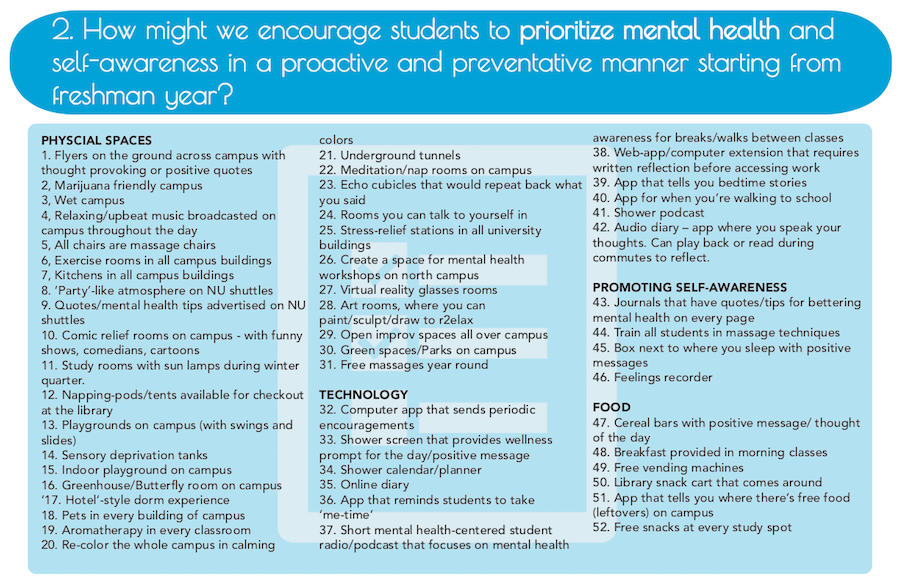 2. How might we encourage students to prioritize mental health and
self-awareness in a proactive and preventative manner starting from
freshman year?
PHYSCIAL SPACES
1. Flyers on the ground across campus with
thought provoking or positive quotes
2, Marijuana friendly campus
3, Wet campus
4, Relaxing/upbeat music broadcasted on
campus throughout the day
5, All chairs are massage chairs
6, Exercise rooms in all campus buildings
7, Kitchens in all campus buildings
8. ‘Party’-like atmosphere on NU shuttles
9. Quotes/mental health tips advertised on NU
shuttles
10. Comic relief rooms on campus - with funny
shows, comedians, cartoons
11. Study rooms with sun lamps during winter
quarter.
12. Napping-pods/tents available for checkout
at the library
13. Playgrounds on campus (with swings and
slides)
14. Sensory deprivation tanks
15. Indoor playground on campus
16. Greenhouse/Butterfly room on campus
‘17. Hotel’-style dorm experience
18. Pets in every building of campus
19. Aromatherapy in every classroom
20. Re-color the whole campus in calming
colors
21. Underground tunnels
22. Meditation/nap rooms on campus
23. Echo cubicles that would repeat back what
you said
24. Rooms you can talk to yourself in
25. Stress-relief stations in all university
buildings
26. Create a space for mental health
workshops on north campus
27. Virtual reality glasses rooms
28. Art rooms, where you can
paint/sculpt/draw to r2elax
29. Open improv spaces all over campus
30. Green spaces/Parks on campus
31. Free massages year round
TECHNOLOGY
32. Computer app that sends periodic
encouragements
33. Shower screen that provides wellness
prompt for the day/positive message
34. Shower calendar/planner
35. Online diary
36. App that reminds students to take
‘me-time’
37. Short mental health-centered student
radio/podcast that focuses on mental health
awareness for breaks/walks between classes
38. Web-app/computer extension that requires
written reflection before accessing work
39. App that tells you bedtime stories
40. App for when you’re walking to school
41. Shower podcast
42. Audio diary – app where you speak your
thoughts. Can play back or read during
commutes to reflect.
PROMOTING SELF-AWARENESS
43. Journals that have quotes/tips for bettering
mental health on every page
44. Train all students in massage techniques
45. Box next to where you sleep with positive
messages
46. Feelings recorder
FOOD
47. Cereal bars with positive message/ thought
of the day
48. Breakfast provided in morning classes
49. Free vending machines
50. Library snack cart that comes around
51. App that tells you where there’s free food
(leftovers) on campus
52. Free snacks at every study spot